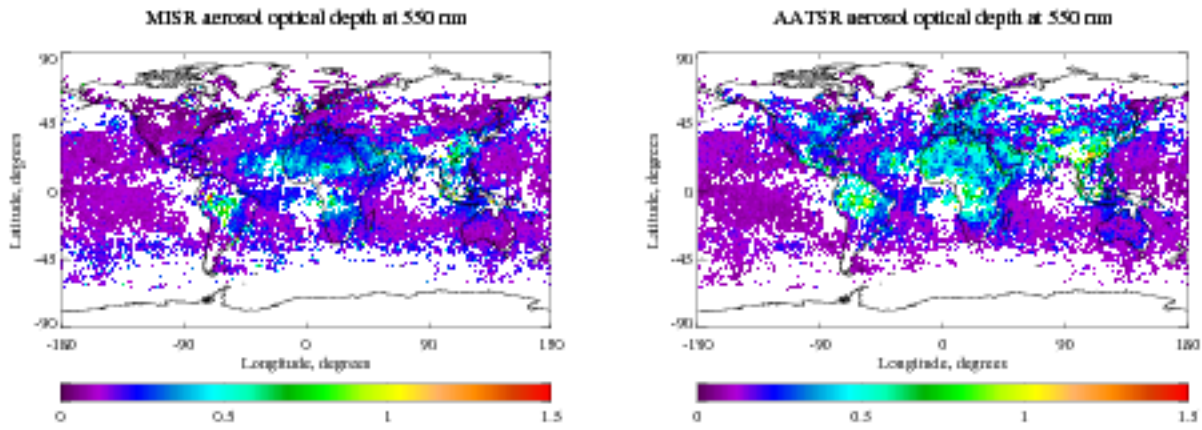 MISR aerosol optical depth at 550 nm
90
45
0
-45
-90
Latitude, degrees
-180 -90 0 90 180
Longitude, degrees
0 0.5 1 1.5
AATSR aerosol optical depth at 550 nm
90
45
0
-45
-90
Latitude, degrees
-180 -90 0 90 180
Longitude, degrees
0 0.5 1 1.5